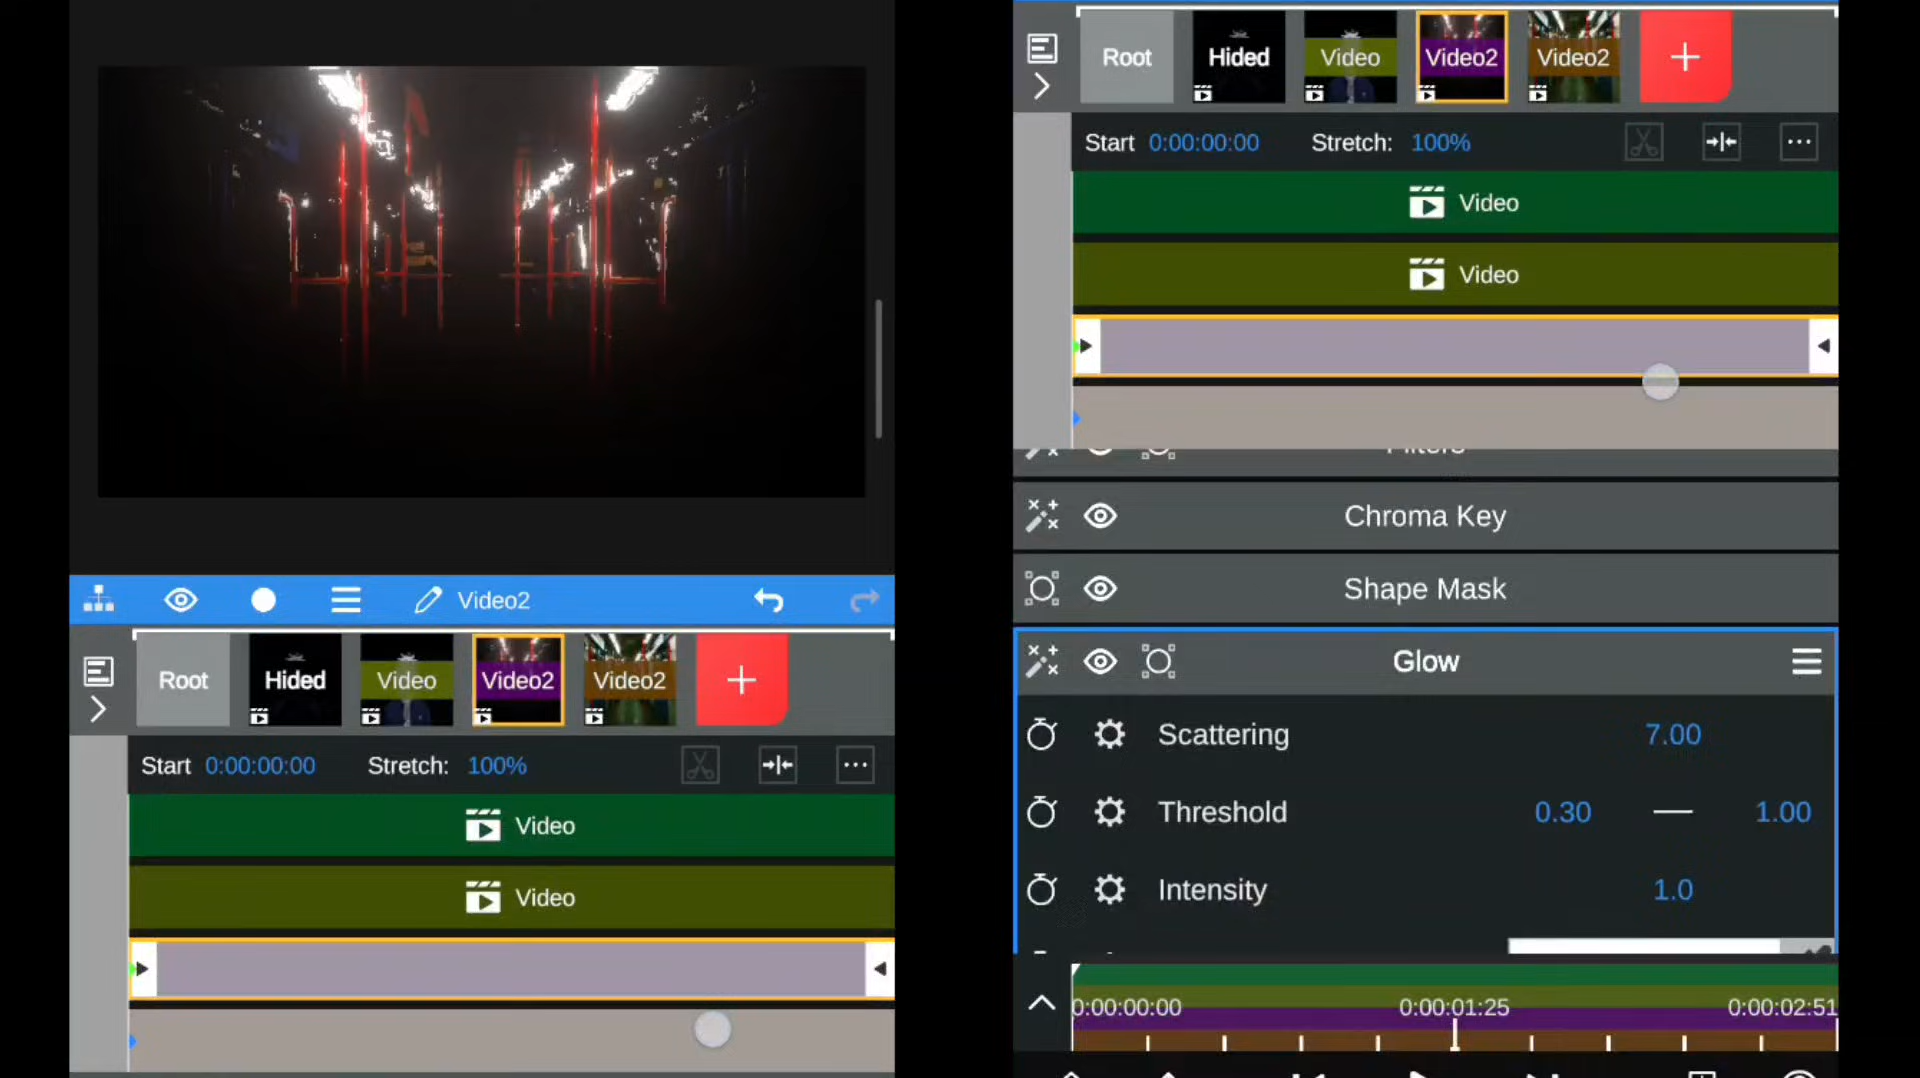 Video2
Root Hided Video Video2 Video2 +
Start 0:00:00:00 Stretch: 100%
Video
Video
Root Hided Video Video2 Video2 +
Start 0:00:00:00 Stretch: 100%
Video
Video
Filters
Chroma Key
Shape Mask
Glow
Scattering 7.00
Threshold 0.30 — 1.00
Intensity 1.0
0:00:00:00 0:00:01:25 0:00:02:51